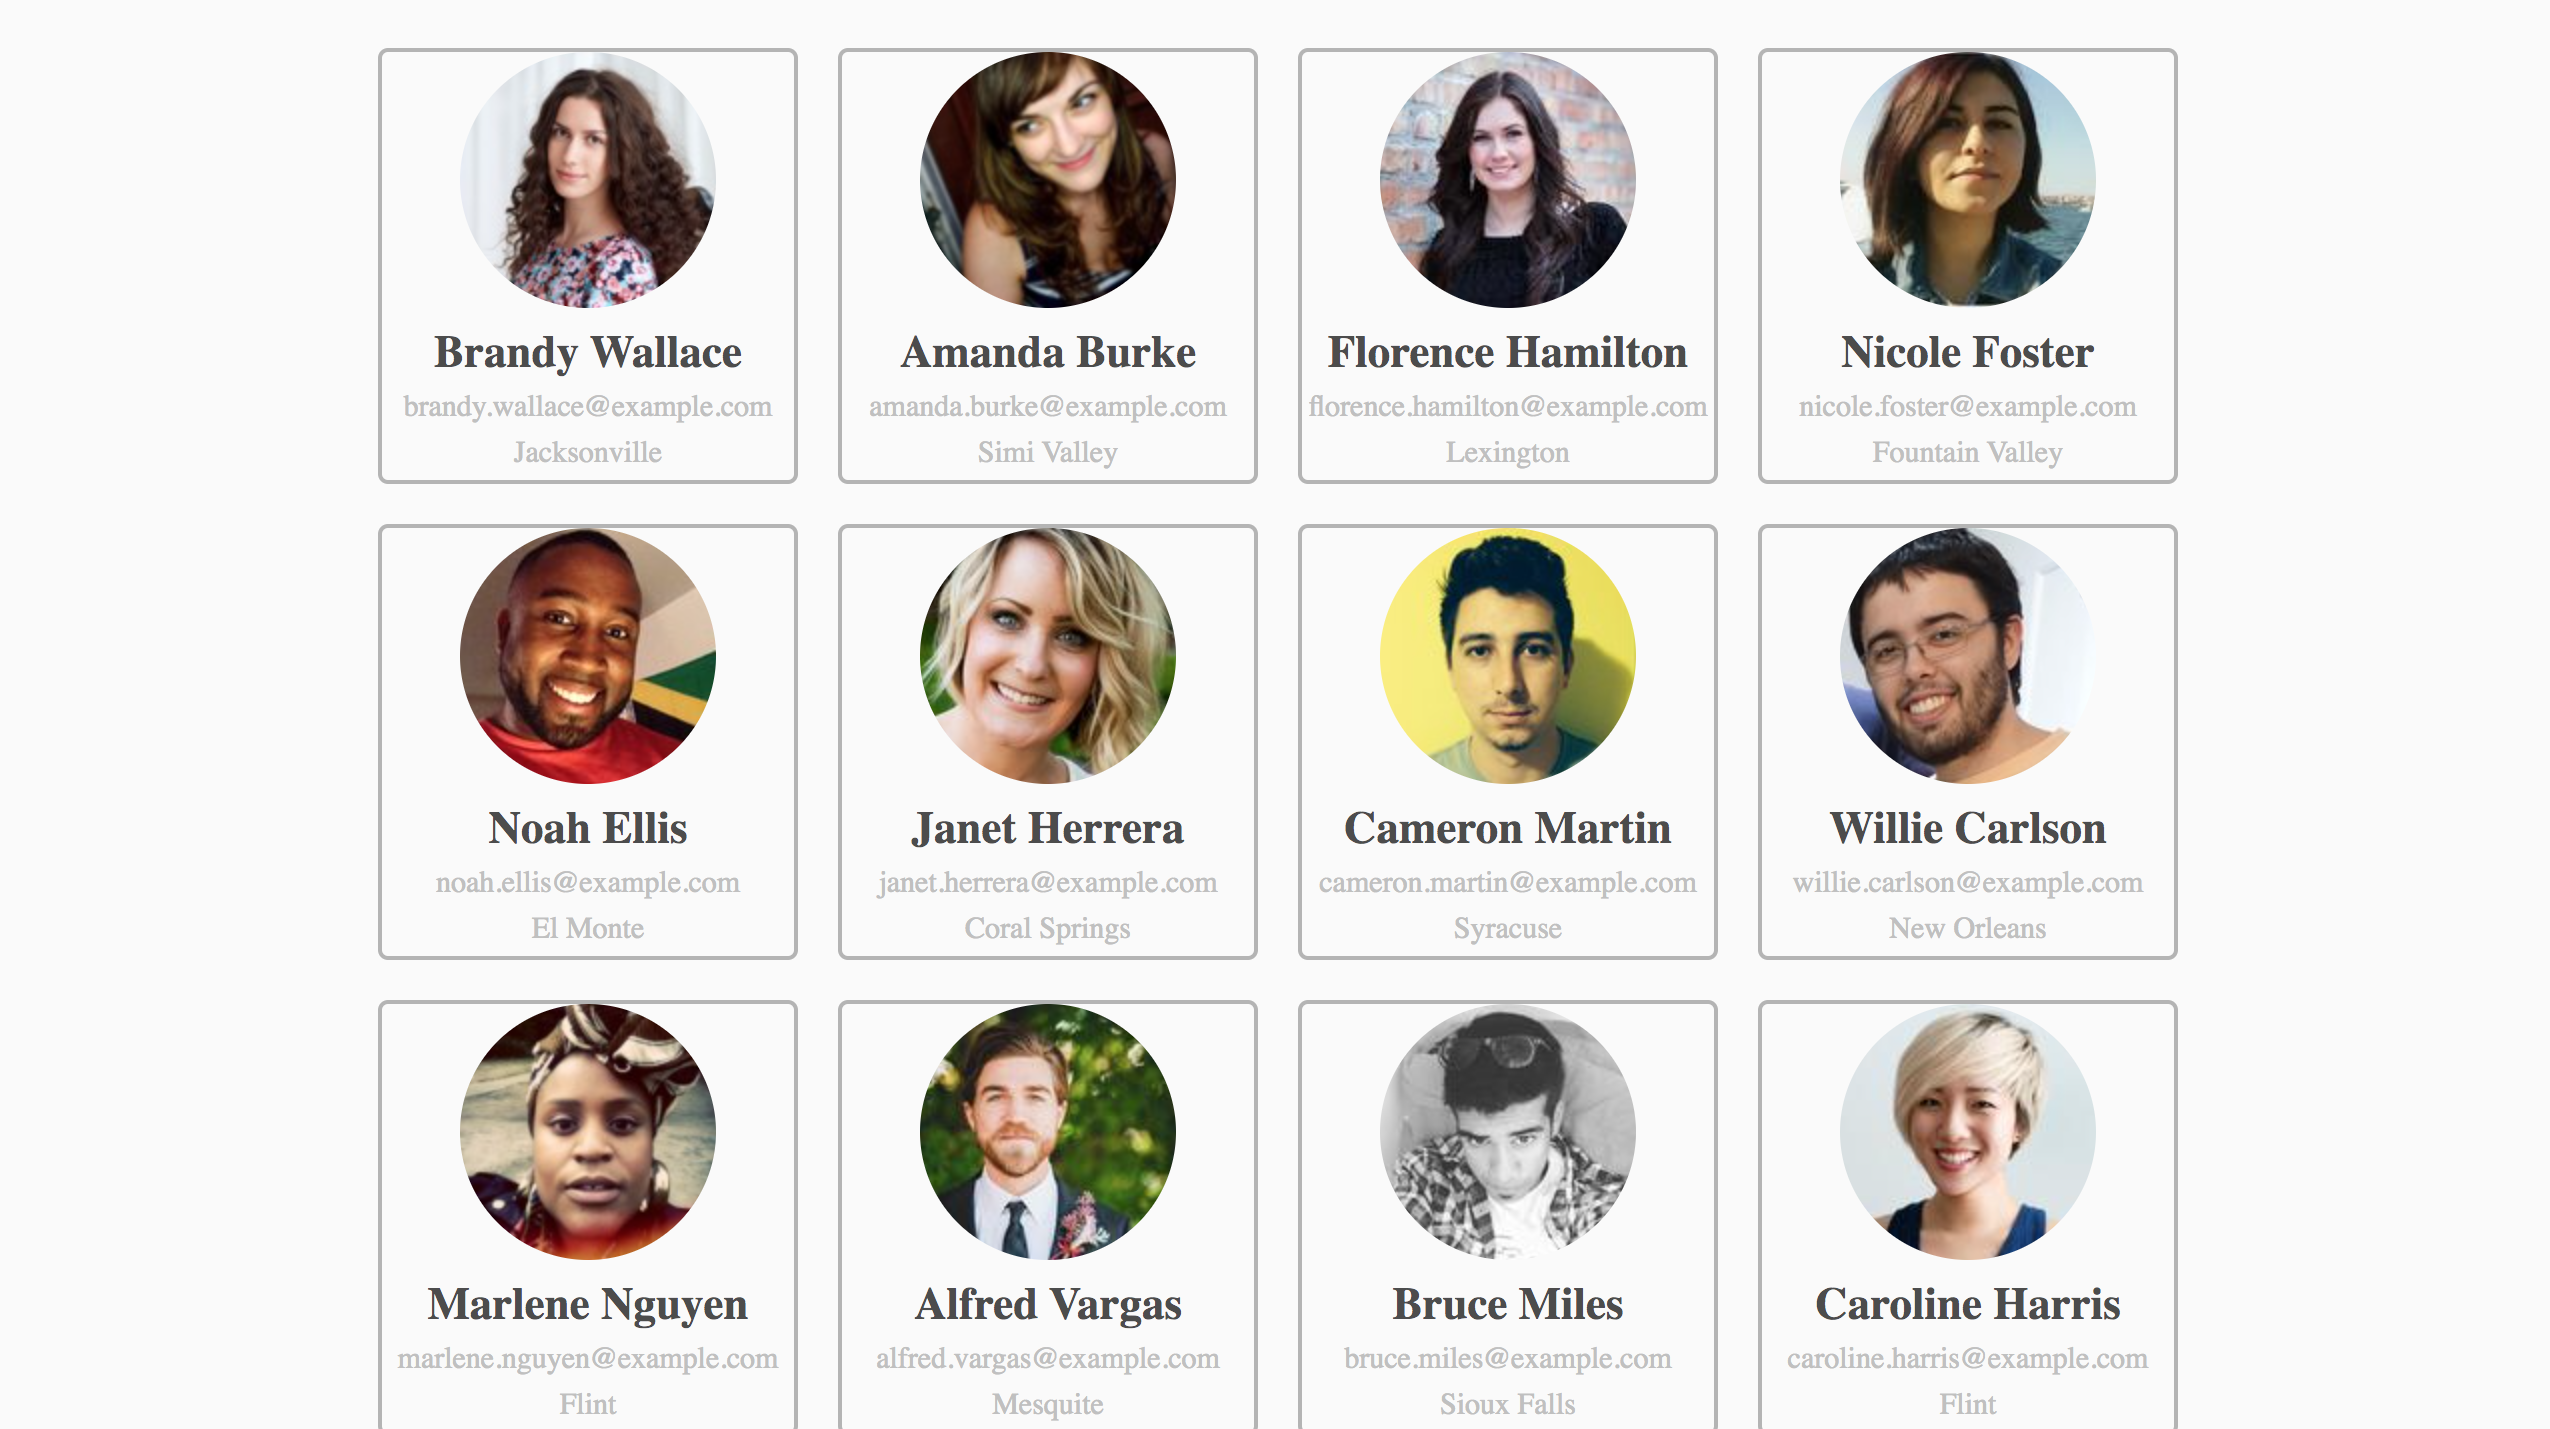 Brandy Wallace
brandy.wallace@example.com
Jacksonville
Amanda Burke
amanda.burke@example.com
Simi Valley
Florence Hamilton
florence.hamilton@example.com
Lexington
Nicole Foster
nicole.foster@example.com
Fountain Valley
Noah Ellis
noah.ellis@example.com
El Monte
Janet Herrera
janet.herrera@example.com
Coral Springs
Cameron Martin
cameron.martin@example.com
Syracuse
Willie Carlson
willie.carlson@example.com
New Orleans
Marlene Nguyen
marlene.nguyen@example.com
Flint
Alfred Vargas
alfred.vargas@example.com
Mesquite
Bruce Miles
bruce.miles@example.com
Sioux Falls
Caroline Harris
caroline.harris@example.com
Flint